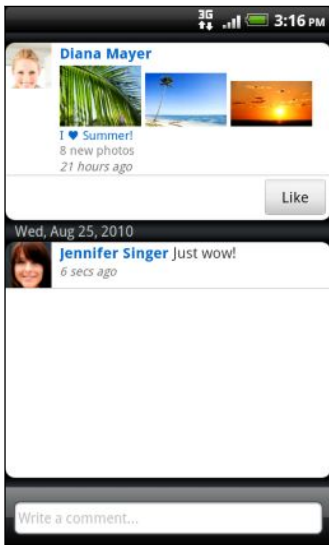 3G 3:16 PM
Diana Mayer
I ♥ Summer!
8 new photos
21 hours ago
Like
Wed, Aug 25, 2010
Jennifer Singer Just wow!
6 secs ago
Write a comment...